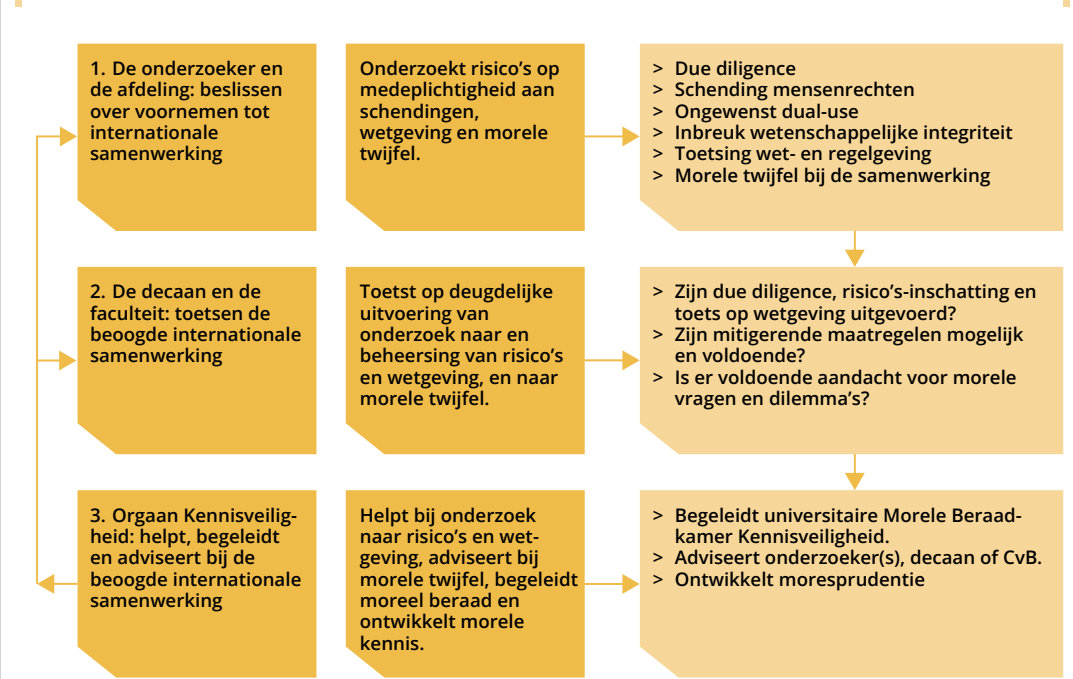 1. De onderzoeker en
de afdeling: beslissen
over voornemen tot
internationale
samenwerking
Onderzoekt risico's op
medeplichtigheid aan
schendingen,
wetgeving en morele
twijfel.
> Due diligence
> Schending mensenrechten
> Ongewenst dual-use
> Inbreuk wetenschappelijke integriteit
> Toetsing wet- en regelgeving
> Morele twijfel bij de samenwerking
2. De decaan en de
faculteit: toetsen de
beoogde internationale
samenwerking
Toetst op deugdelijke
uitvoering van
onderzoek naar en
beheersing van risico's
en wetgeving, en naar
morele twijfel.
> Zijn due diligence, risico's-inschatting en
toets op wetgeving uitgevoerd?
> Zijn mitigerende maatregelen mogelijk
en voldoende?
> Is er voldoende aandacht voor morele
vragen en dilemma's?
3. Orgaan Kennisveilig-
heid: helpt, begeleidt
en adviseert bij de
beoogde internationale
samenwerking
Helpt bij onderzoek
naar risico's en wet-
geving, adviseert bij
morele twijfel, begeleidt
moreel beraad en
ontwikkelt morele
kennis.
> Begeleidt universitaire Morele Beraad-
kamer Kennisveiligheid.
> Adviseert onderzoeker(s), decaan of CvB.
> Ontwikkelt moresprudentie